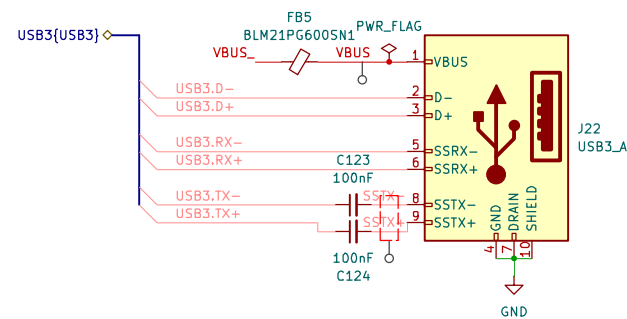 FB5
PWR_FLAG
USB3{USB3}
BLM21PG600SN1
VBUS_
VBUS
1
VBUS
USB3.D-
2
D-
USB3.D+
3
D+
J22
USB3_A
USB3.RX-
5
SSRX-
USB3.RX+
6
SSRX+
C123
100nF
USB3.TX-
SSTX-
8
SSTX-
USB3.TX+
SSTX+
9
SSTX+
GND
DRAIN
SHIELD
4
7
10
100nF
C124
GND